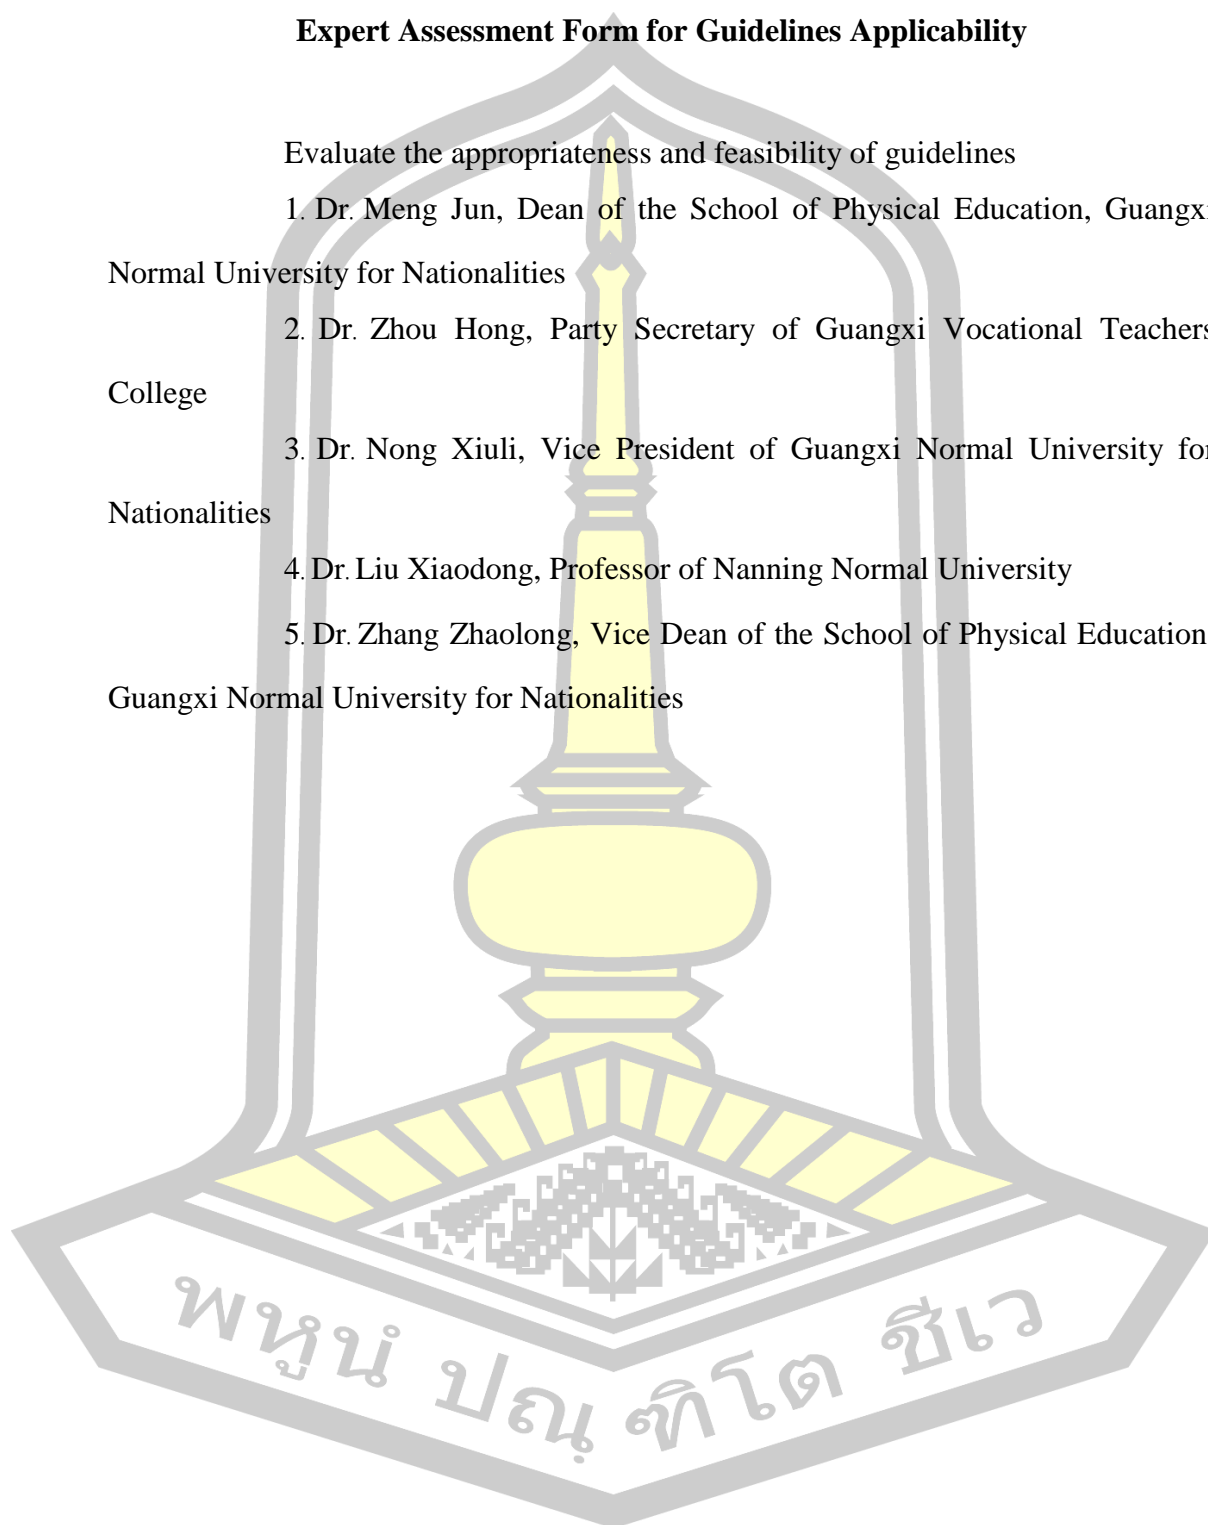 Expert Assessment Form for Guidelines Applicability
Evaluate the appropriateness and feasibility of guidelines
1. Dr. Meng Jun, Dean of the School of Physical Education, Guangxi
Normal University for Nationalities
2. Dr. Zhou Hong, Party Secretary of Guangxi Vocational Teachers
College
3. Dr. Nong Xiuli, Vice President of Guangxi Normal University for
Nationalities
4. Dr. Liu Xiaodong, Professor of Nanning Normal University
5. Dr. Zhang Zhaolong, Vice Dean of the School of Physical Education
Guangxi Normal University for Nationalities
พหูนํ ปณฺ ฑิโต ชีเว